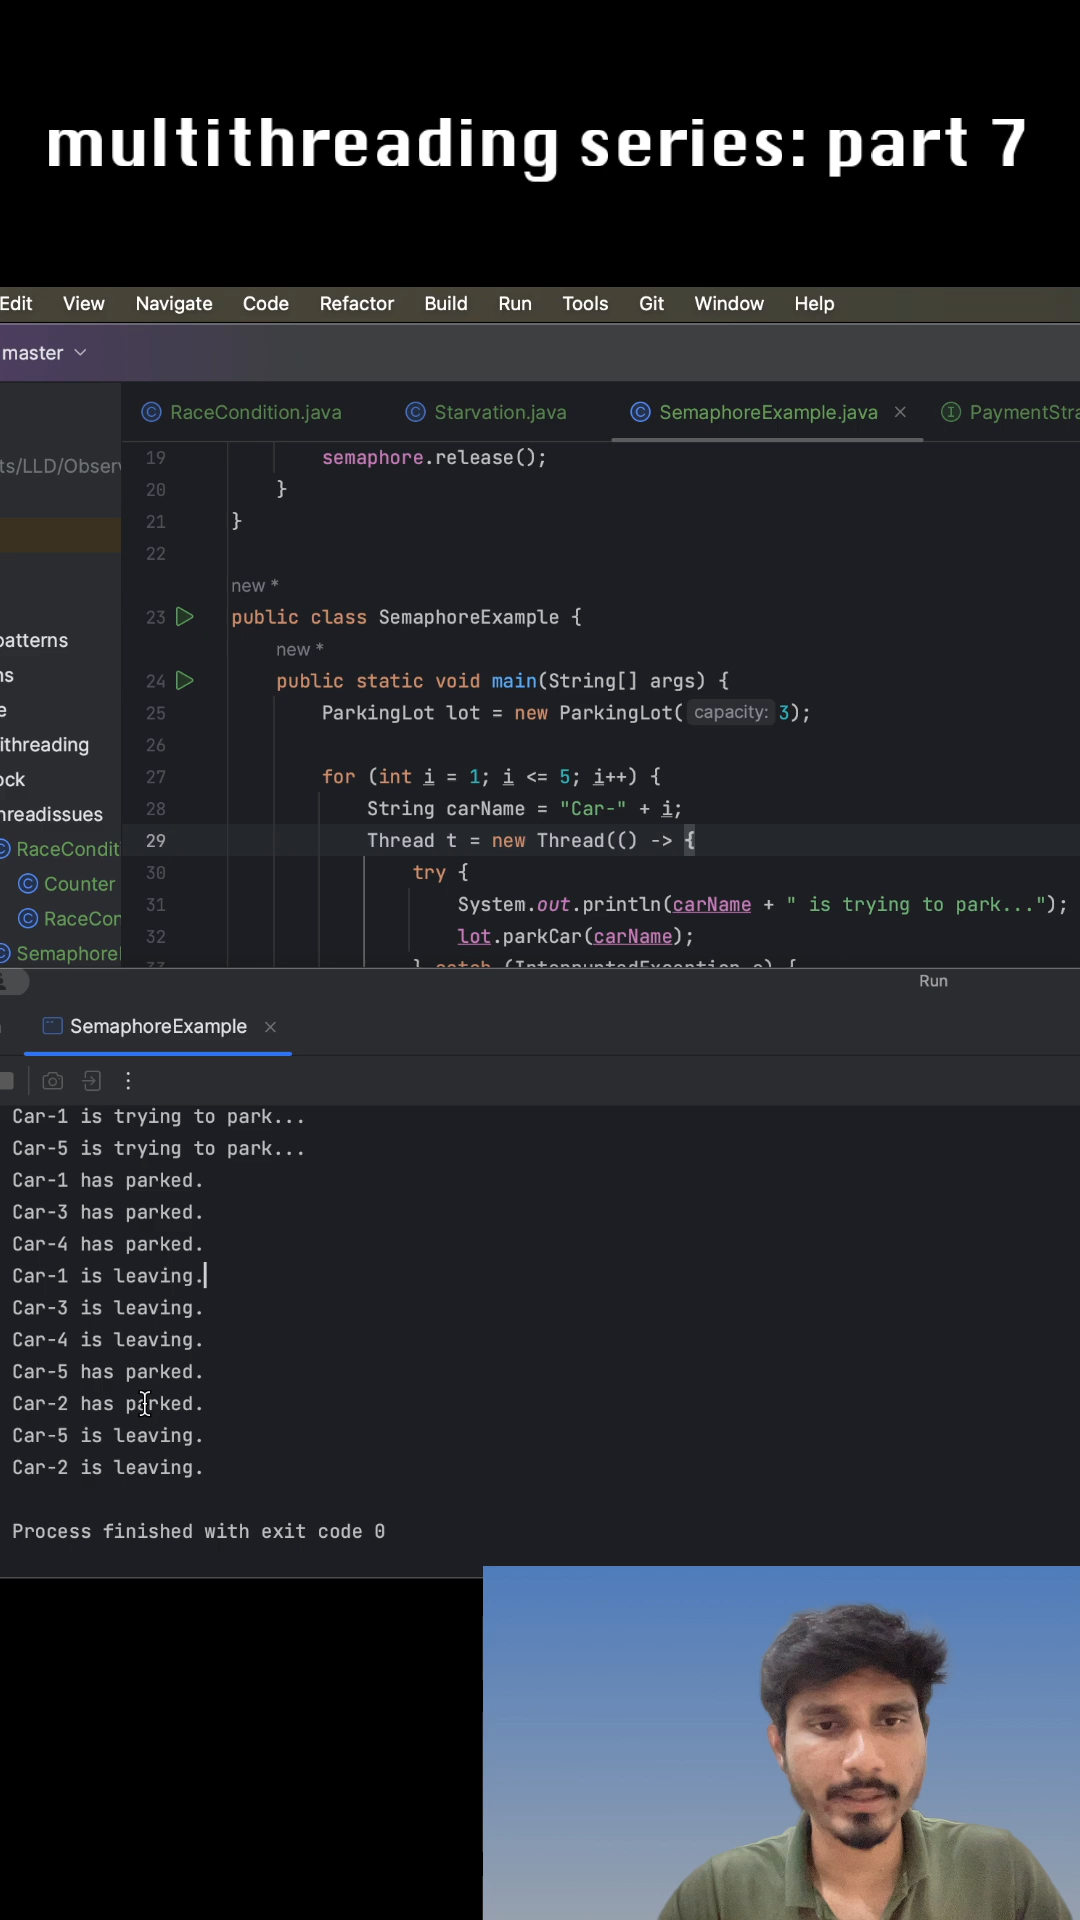 multithreading series: part 7
Edit View Navigate Code Refactor Build Run Tools Git Window Help
master
RaceCondition.java Starvation.java SemaphoreExample.java PaymentStra
ts/LLD/Observ
19 semaphore.release();
20 }
21 }
22
new *
23 public class SemaphoreExample {
new *
24 public static void main(String[] args) {
25 ParkingLot lot = new ParkingLot( capacity: 3);
26
27 for (int i = 1; i <= 5; i++) {
28 String carName = "Car-" + i;
29 Thread t = new Thread(() -> {
30 try {
31 System.out.println(carName + " is trying to park...");
32 lot.parkCar(carName);
} catch (InterruptedException e) {
patterns
ns
e
ithreading
ock
hreadissues
RaceCondit
Counter
RaceCon
Semaphorel
Run
SemaphoreExample
Car-1 is trying to park...
Car-5 is trying to park...
Car-1 has parked.
Car-3 has parked.
Car-4 has parked.
Car-1 is leaving.
Car-3 is leaving.
Car-4 is leaving.
Car-5 has parked.
Car-2 has parked.
Car-5 is leaving.
Car-2 is leaving.
Process finished with exit code 0